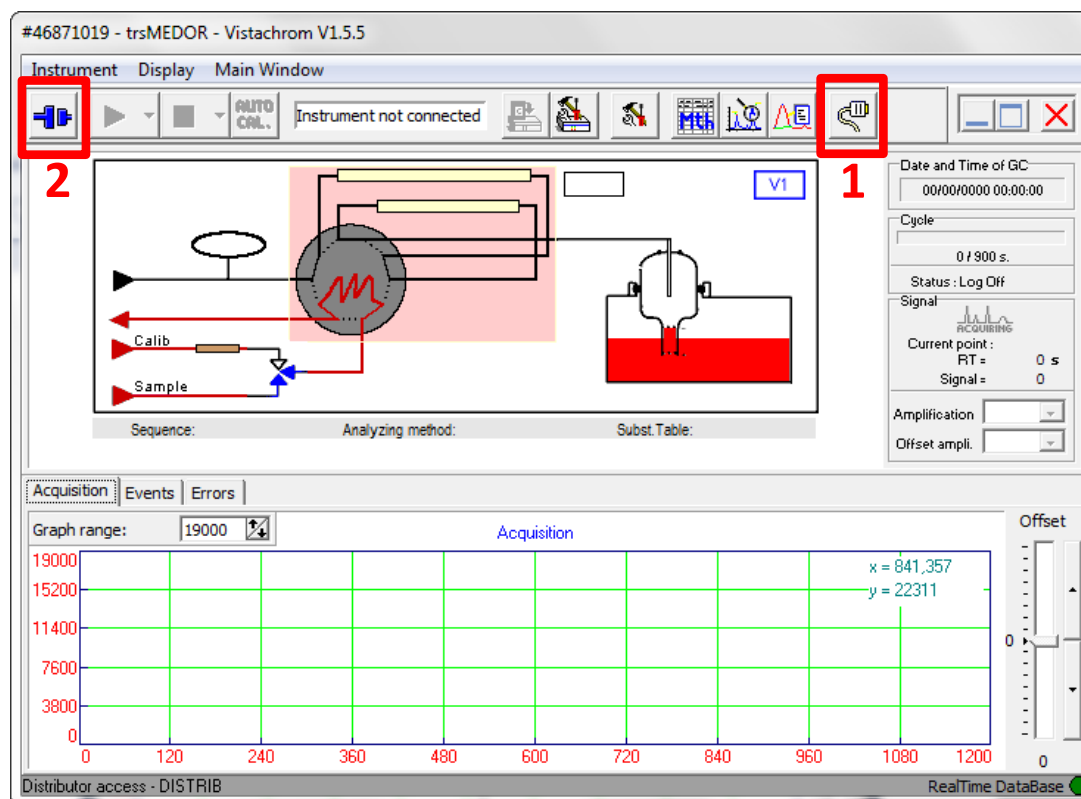 #46871019 - trsMEDOR - Vistachrom V1.5.5
Instrument Display Main Window
AUTO CAL.
Instrument not connected
Mth
2
1
V1
Calib
Sample
Sequence: Analyzing method: Subst.Table:
Date and Time of GC
00/00/0000 00:00:00
Cycle
0 / 900 s.
Status : Log Off
Signal
ACQUIRING
Current point :
RT = 0 s
Signal = 0
Amplification
Offset ampli.
Acquisition Events Errors
Graph range: 19000
Acquisition
Offset
x = 841,357
y = 22311
19000
15200
11400
7600
3800
0
0 120 240 360 480 600 720 840 960 1080 1200
0
0
Distributor access - DISTRIB RealTime DataBase